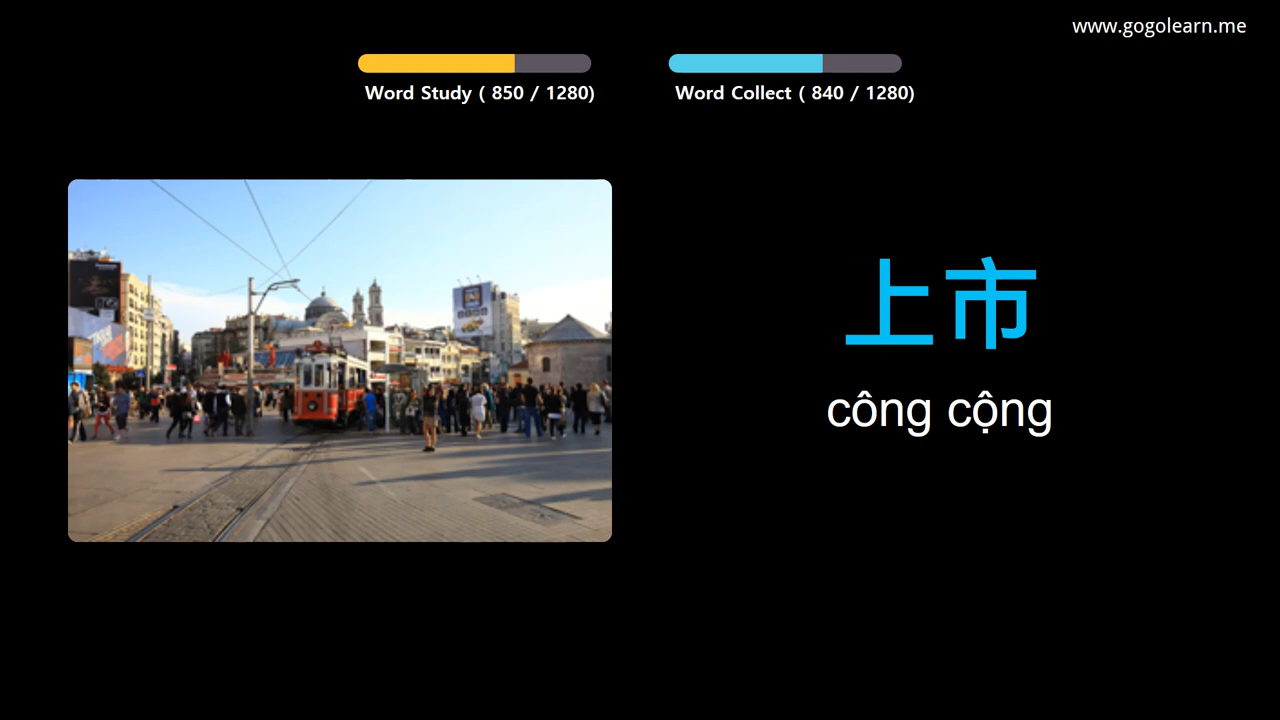 www.gogolearn.me
Word Study ( 850 / 1280)
Word Collect ( 840 / 1280)
上市
công cộng